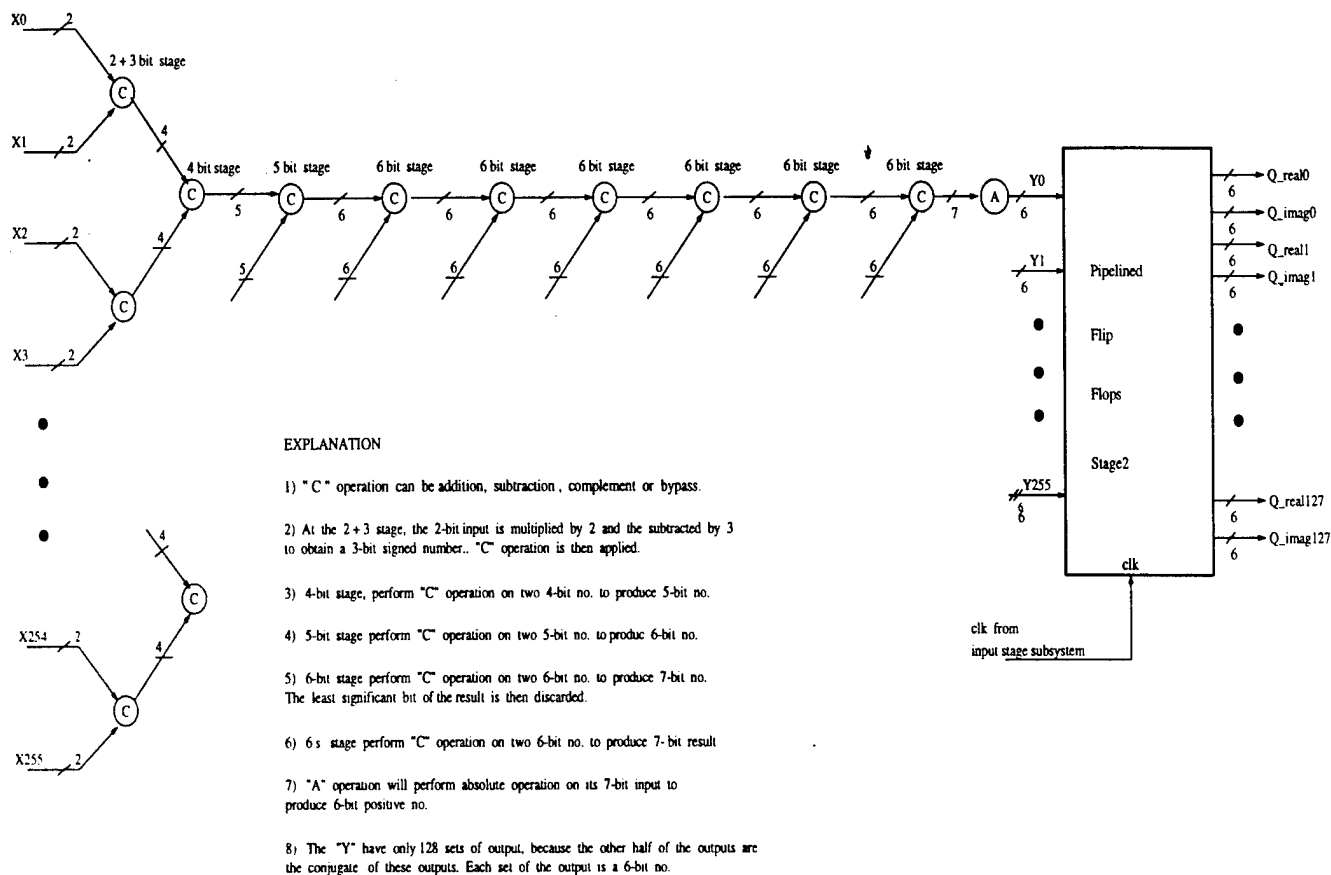 X0
2
2 + 3 bit stage
C
4
X1
2
4 bit stage
5 bit stage
6 bit stage
6 bit stage
6 bit stage
6 bit stage
6 bit stage
6 bit stage
C
5
C
6
C
6
C
6
C
6
C
6
C
6
C
7
A
Y0
6
Q_real0
6
Q_imag0
6
Q_real1
6
Q_imag1
6
X2
2
4
5
6
6
6
6
6
C
X3
2
Y1
6
Pipelined
Flip
Flops
Stage2
Y255
6
Q_real127
6
Q_imag127
6
clk
clk from
input stage subsystem
4
C
X254
2
4
C
X255
2
EXPLANATION
1) "C" operation can be addition, subtraction, complement or bypass.
2) At the 2 + 3 stage, the 2-bit input is multiplied by 2 and the subtracted by 3
to obtain a 3-bit signed number.. "C" operation is then applied.
3) 4-bit stage, perform "C" operation on two 4-bit no. to produce 5-bit no.
4) 5-bit stage perform "C" operation on two 5-bit no. to produc 6-bit no.
5) 6-bit stage perform "C" operation on two 6-bit no. to produce 7-bit no.
The least significant bit of the result is then discarded.
6) 6 s stage perform "C" operation on two 6-bit no. to produce 7-bit result
7) "A" operation will perform absolute operation on its 7-bit input to
produce 6-bit positive no.
8) The "Y" have only 128 sets of output, because the other half of the outputs are
the conjugate of these outputs. Each set of the output is a 6-bit no.